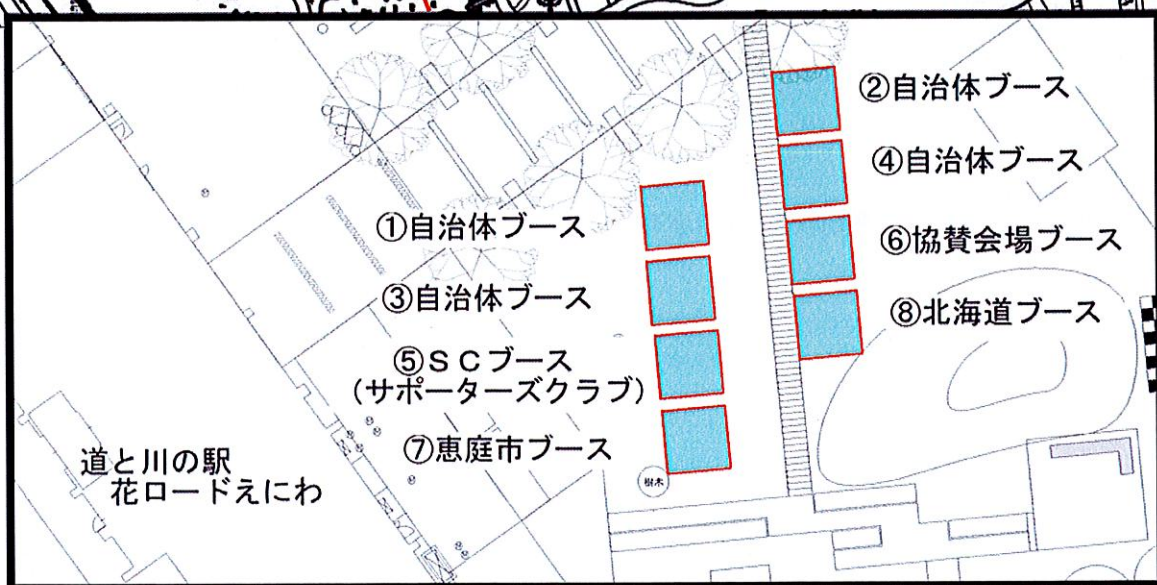 ②自治体ブース
④自治体ブース
①自治体ブース
⑥協賛会場ブース
③自治体ブース
⑧北海道ブース
⑤ＳＣブース
(サポーターズクラブ)
⑦恵庭市ブース
道と川の駅
花ロードえにわ
樹木